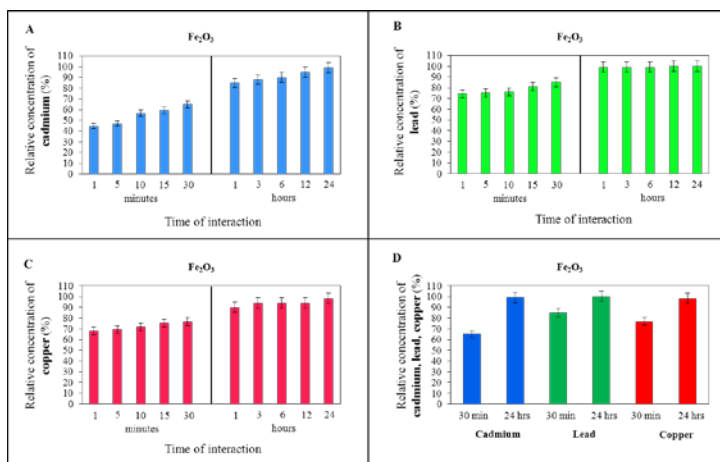 A
Fe₂O₃
Relative concentration of
cadmium (%)
110
100
90
80
70
60
50
40
30
20
10
0
1 5 10 15 30 1 3 6 12 24
minutes hours
Time of interaction
B
Fe₂O₃
Relative concentration of
lead (%)
110
100
90
80
70
60
50
40
30
20
10
0
1 5 10 15 30 1 3 6 12 24
minutes hours
Time of interaction
C
Fe₂O₃
Relative concentration of
copper (%)
110
100
90
80
70
60
50
40
30
20
10
0
1 5 10 15 30 1 3 6 12 24
minutes hours
Time of interaction
D
Fe₂O₃
Relative concentration of
cadmium, lead, copper (%)
110
100
90
80
70
60
50
40
30
20
10
0
30 min 24 hrs 30 min 24 hrs 30 min 24 hrs
Cadmium Lead Copper